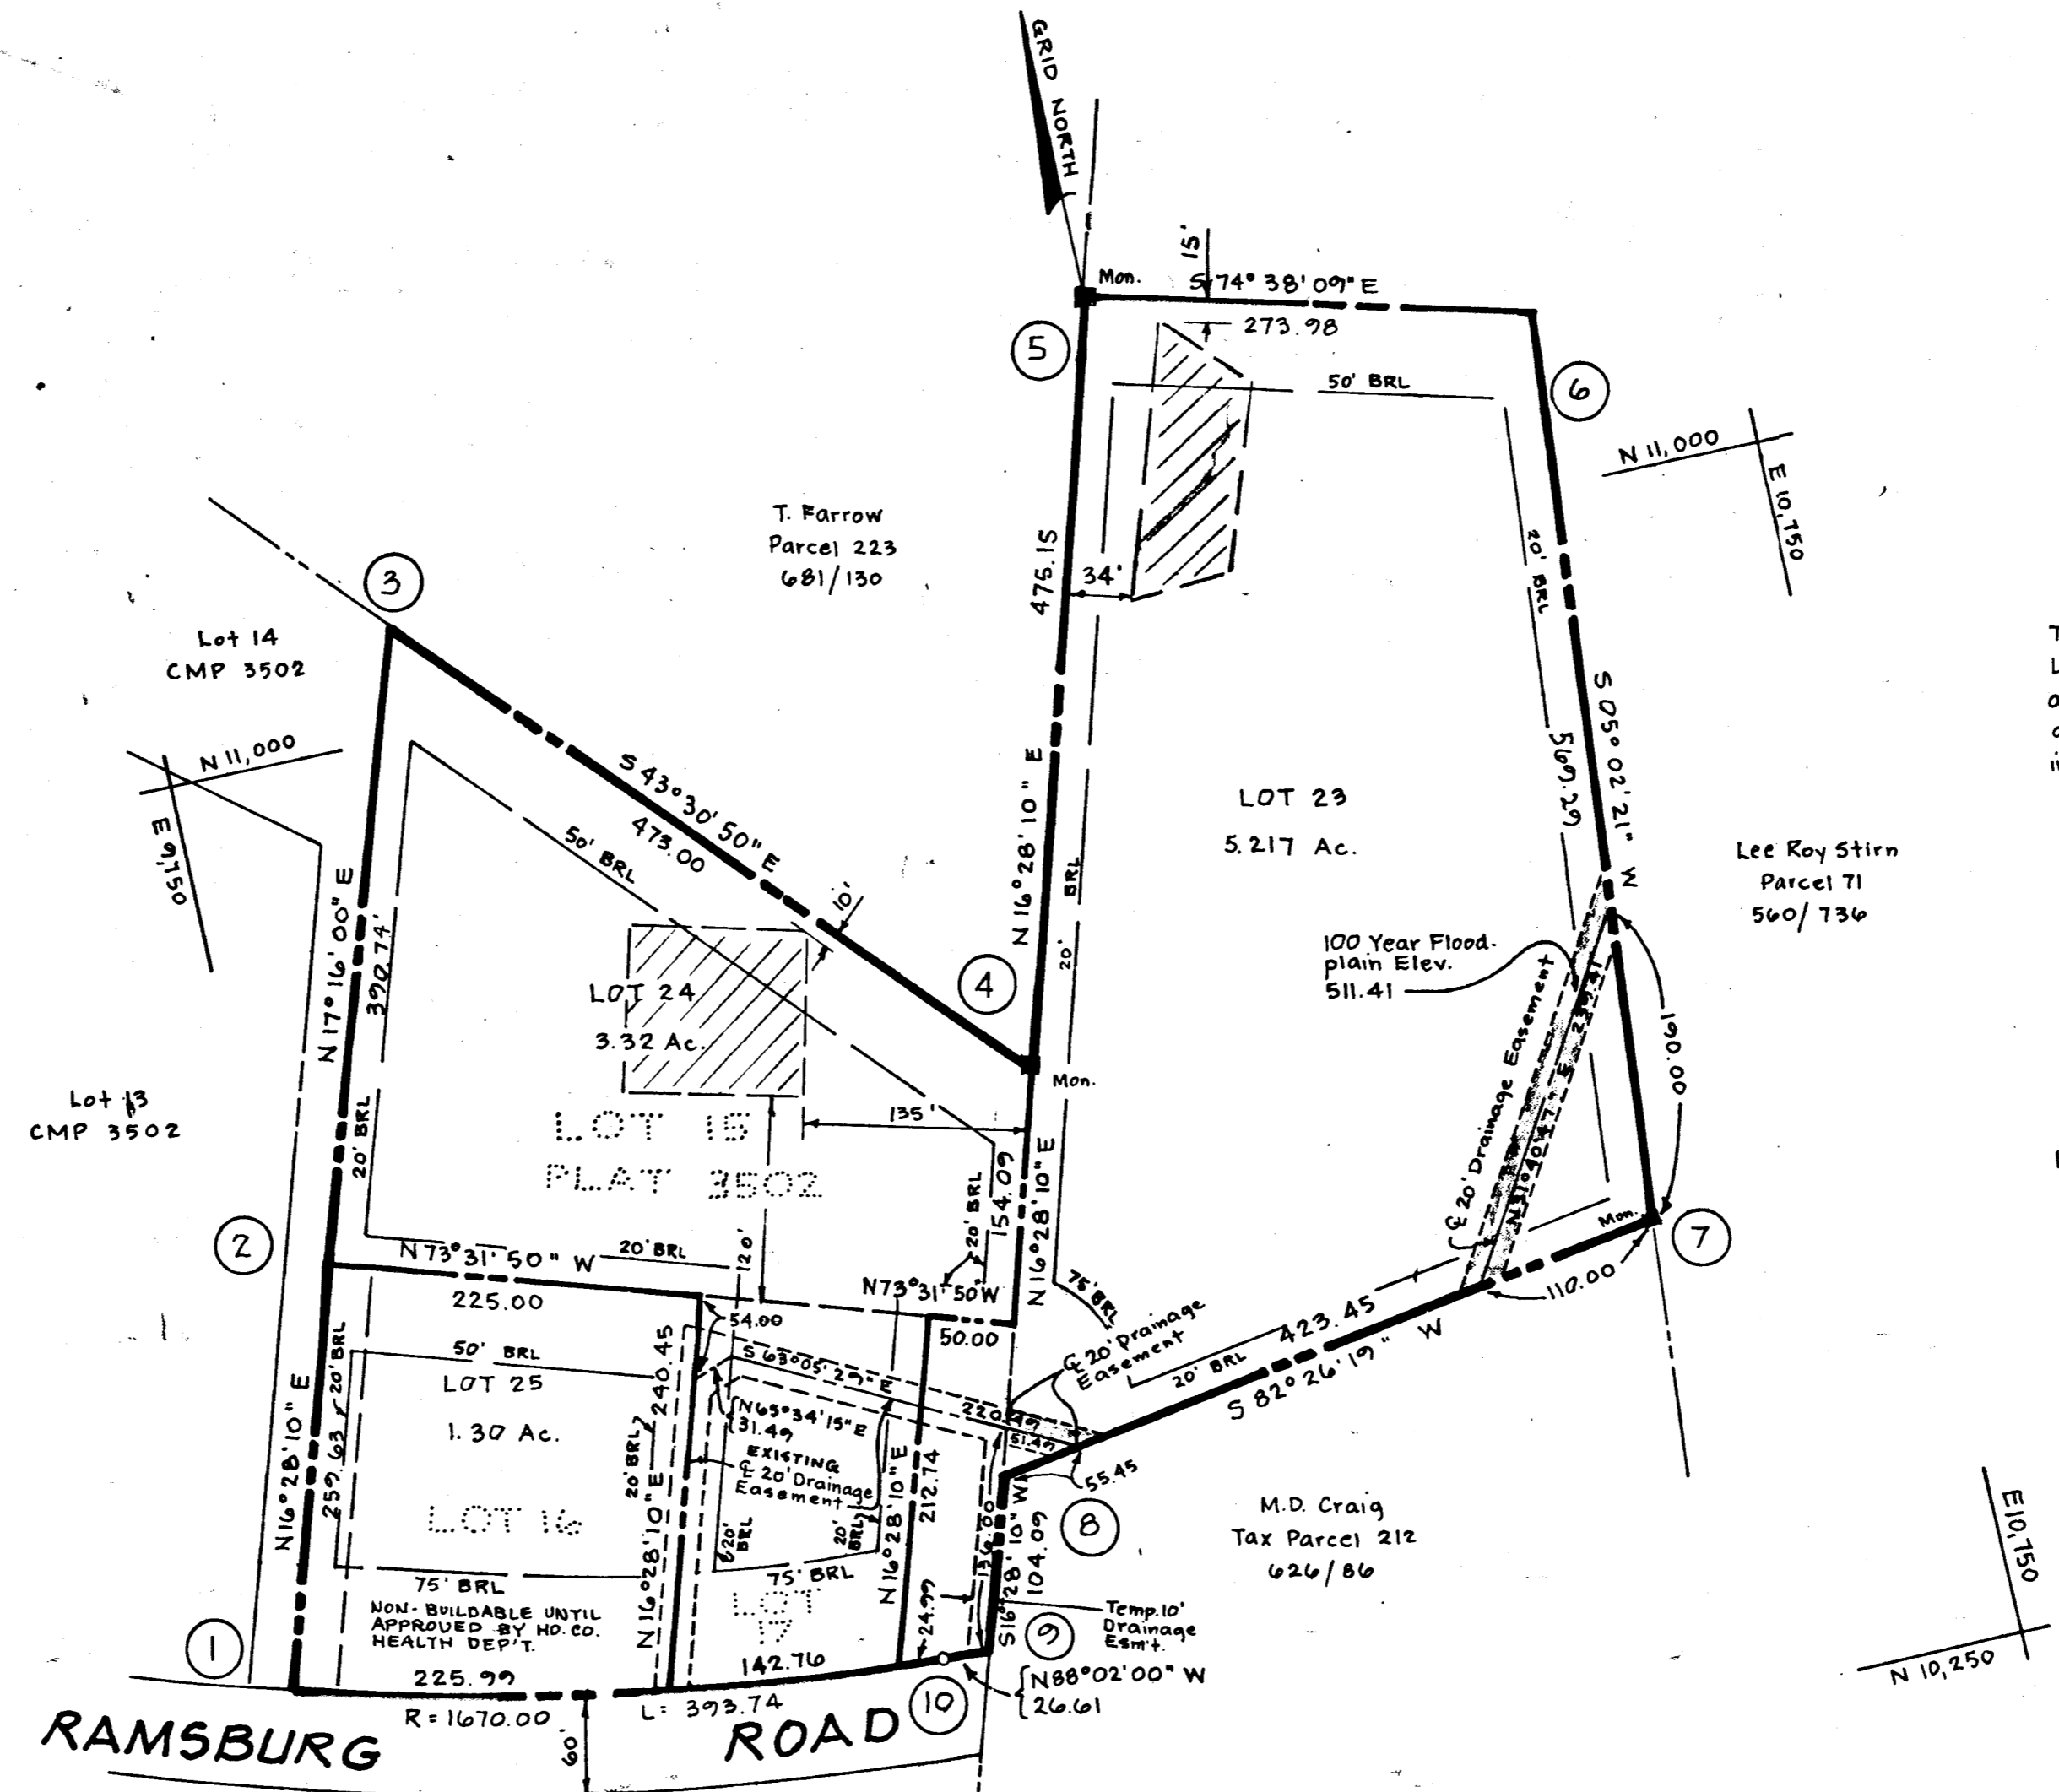 GRID NORTH
15'
Mon.
S 74° 38' 09" E
273.98
5
50' BRL
6
N 11,000
E 10,750
T. Farrow
Parcel 223
681/130
475.15
34'
20' BRL
3
Lot 14
CMP 3502
N 11,000
E 9,750
S 43° 30' 50" E
473.00
50' BRL
10'
N 16° 28' 10" E
BRL
20'
LOT 23
5.217 Ac.
569.29
S 05° 02' 21" W
Lee Roy Stirn
Parcel 71
560/736
N 17° 16' 00" E
390.74'
20' BRL
LOT 24
3.32 Ac.
4
Mon.
100 Year Flood-
plain Elev.
511.41
℄ 20' Drainage Easement
190.00
Lot 13
CMP 3502
LOT 15
PLAT 3502
135'
120'
154.09
20' BRL
N 16° 28' 10" E
Mon.
7
110.00
2
N 73° 31' 50" W
20' BRL
225.00
N 73° 31' 50" W
54.00
50.00
75' BRL
℄ 20' Drainage
Easement
423.45
20' BRL
S 82° 26' 19" W
50' BRL
LOT 25
1.30 Ac.
N 16° 28' 10" E
259.63
20' BRL
240.45
20' BRL
N 16° 28' 10" E
S 63° 05' 29" E
220.49
51.49
N 65° 34' 15" E
31.49
EXISTING
℄ 20' Drainage
Easement
20'
BRL
20'
BRL
N 16° 28' 10" E
212.74
55.45
8
136.00
S 16° 28' 10" W
104.09
M.D. Craig
Tax Parcel 212
626/86
E 10,750
N 10,250
LOT 16
75' BRL
NON-BUILDABLE UNTIL
APPROVED BY HO. CO.
HEALTH DEP'T.
75' BRL
LOT
17
24.99
Temp. 10'
Drainage
Esm't.
9
1
225.99
142.76
N 88° 02' 00" W
26.61
10
R = 1670.00
L = 393.74
60'
RAMSBURG ROAD